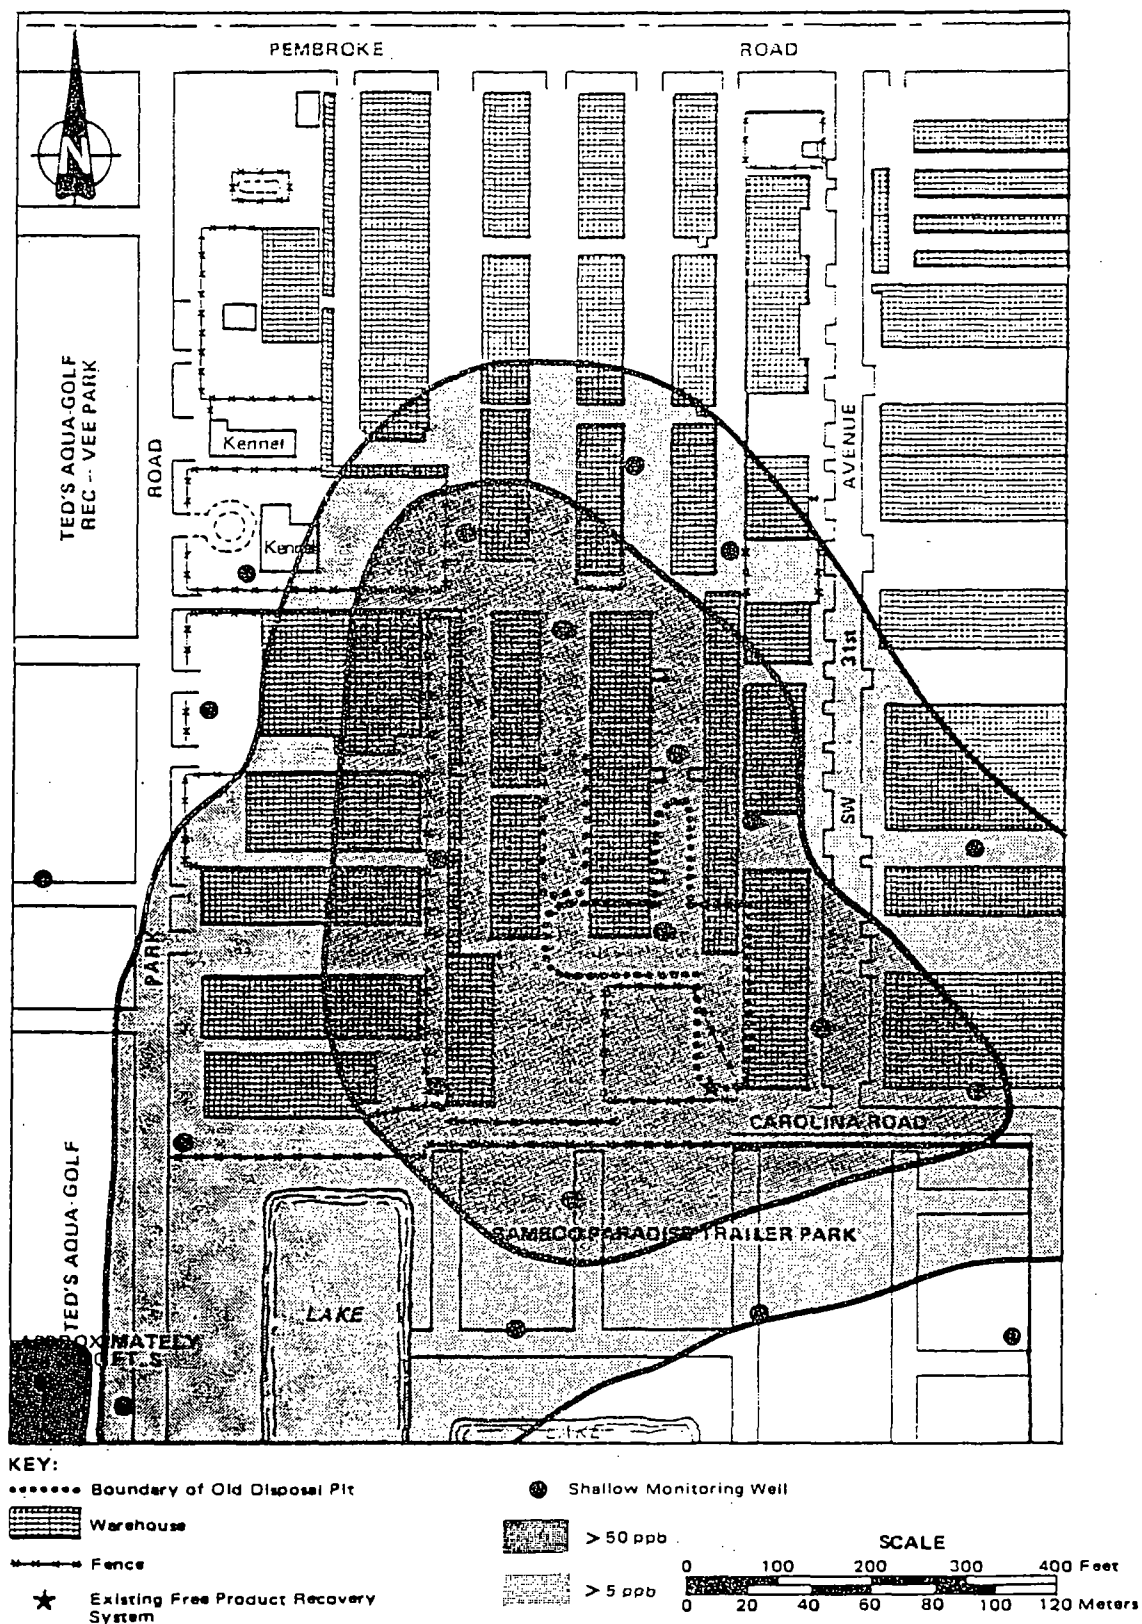 PEMBROKE ROAD
N
TED'S AQUA-GOLF
REC -- VEE PARK
ROAD
Kennel
Kennel
AVENUE
31st
SW
PARK
CAROLINA ROAD
BAMBOO PARADISE TRAILER PARK
TED'S AQUA-GOLF
LAKE
LAKE
APPROXIMATELY
KEY:
Boundary of Old Disposal Pit
Warehouse
Fence
Existing Free Product Recovery
System
Shallow Monitoring Well
> 50 ppb
> 5 ppb
SCALE
0 100 200 300 400 Feet
0 20 40 60 80 100 120 Meters